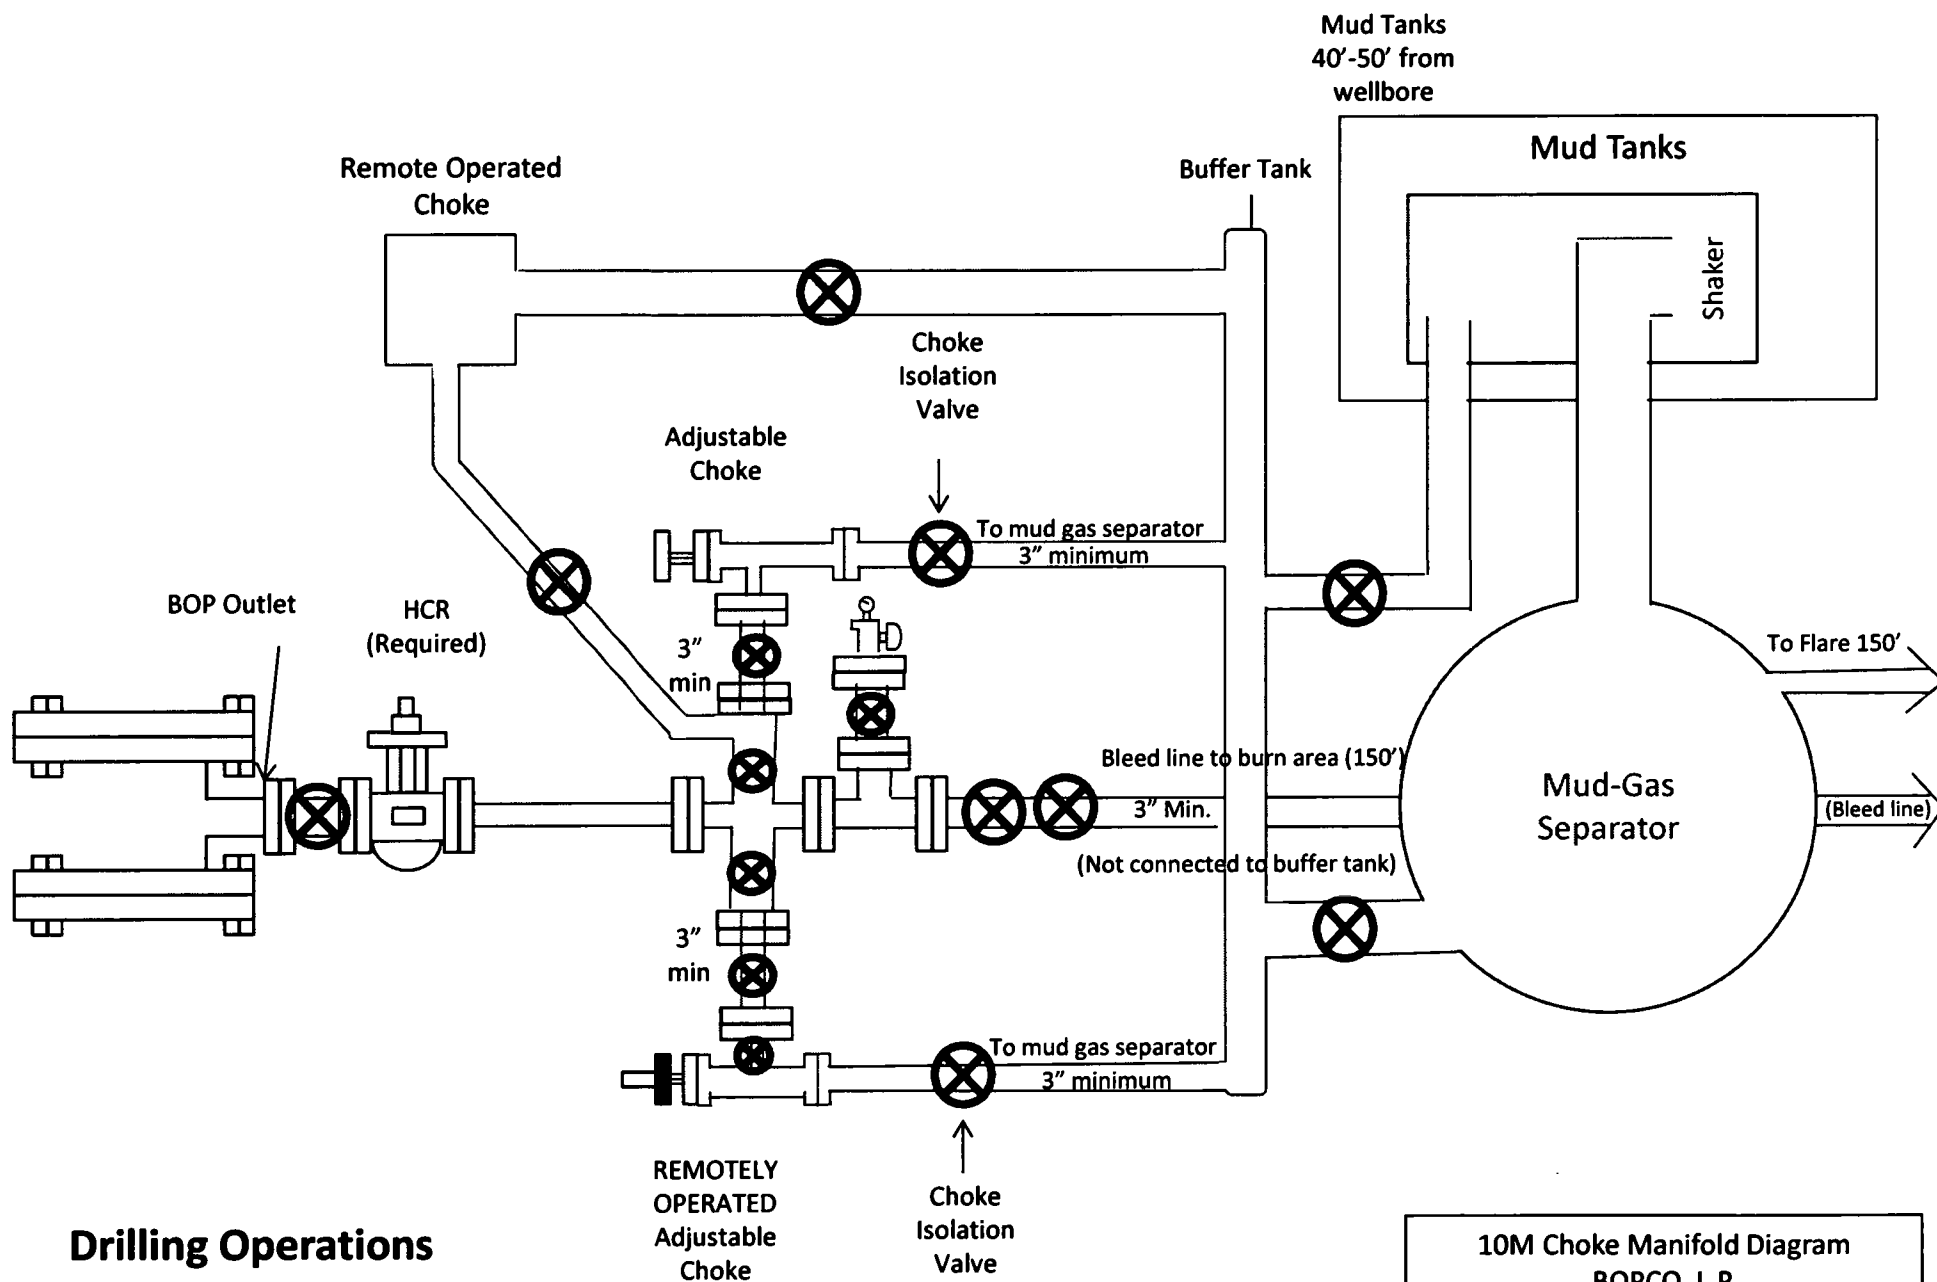 Mud Tanks
40'-50' from
wellbore
Mud Tanks
Shaker
Remote Operated
Choke
Buffer Tank
Choke
Isolation
Valve
Adjustable
Choke
To mud gas separator
3" minimum
BOP Outlet
HCR
(Required)
3"
min
To Flare 150'
Bleed line to burn area (150')
3" Min.
(Not connected to buffer tank)
Mud-Gas
Separator
(Bleed line)
3"
min
To mud gas separator
3" minimum
REMOTELY
OPERATED
Adjustable
Choke
Choke
Isolation
Valve
Drilling Operations
10M Choke Manifold Diagram